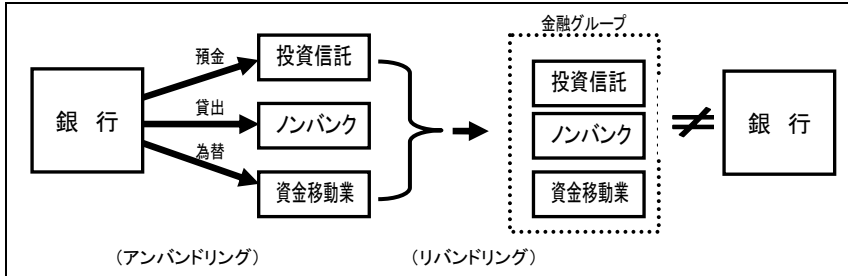 金融グループ
預金
投資信託
投資信託
銀 行
貸出
ノンバンク
ノンバンク
≠
銀 行
為替
資金移動業
資金移動業
（アンバンドリング）
（リバンドリング）